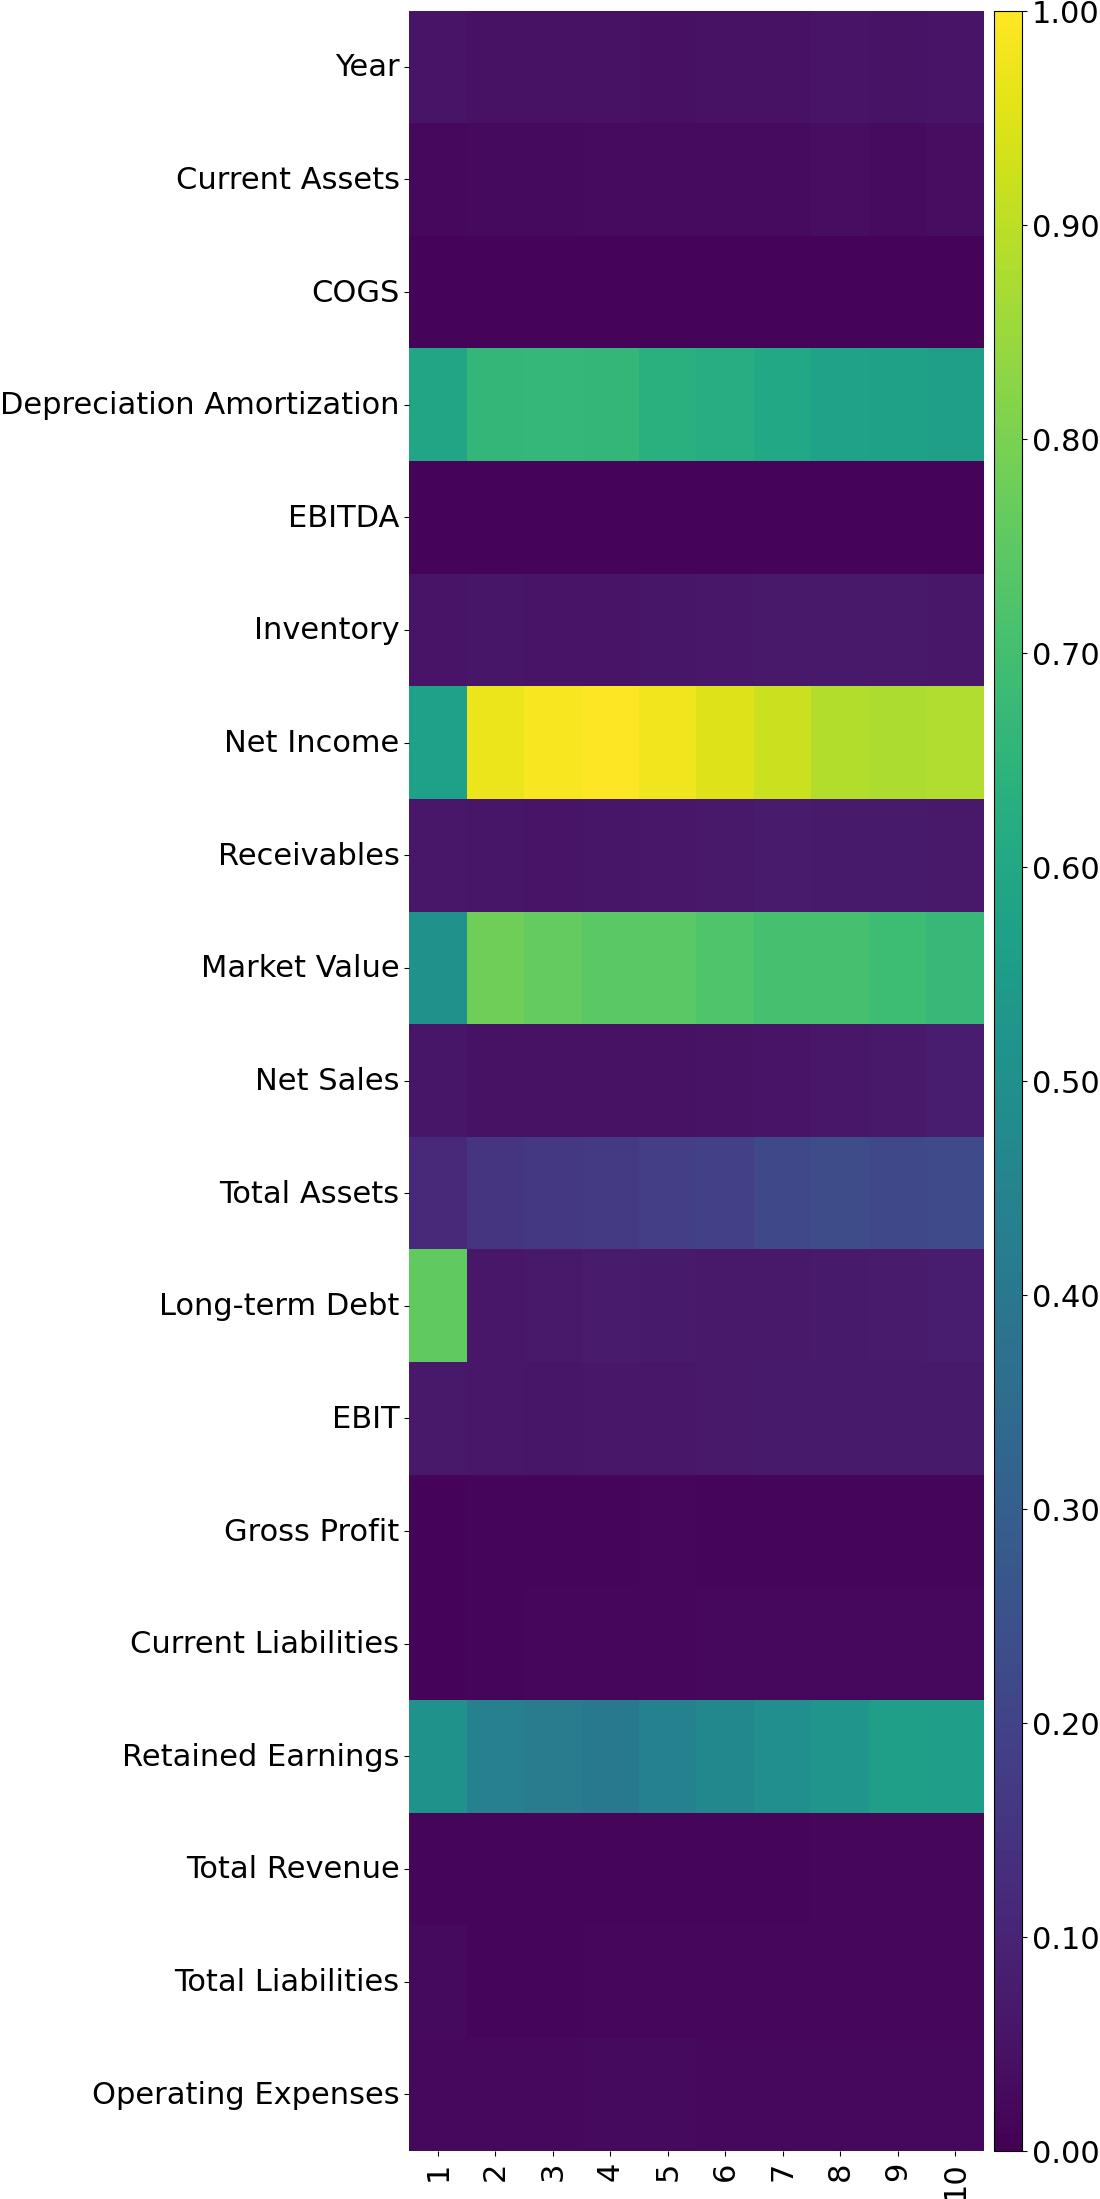 Year
Current Assets
COGS
Depreciation Amortization
EBITDA
Inventory
Net Income
Receivables
Market Value
Net Sales
Total Assets
Long-term Debt
EBIT
Gross Profit
Current Liabilities
Retained Earnings
Total Revenue
Total Liabilities
Operating Expenses
1 2 3 4 5 6 7 8 9 10
1.00
0.90
0.80
0.70
0.60
0.50
0.40
0.30
0.20
0.10
0.00